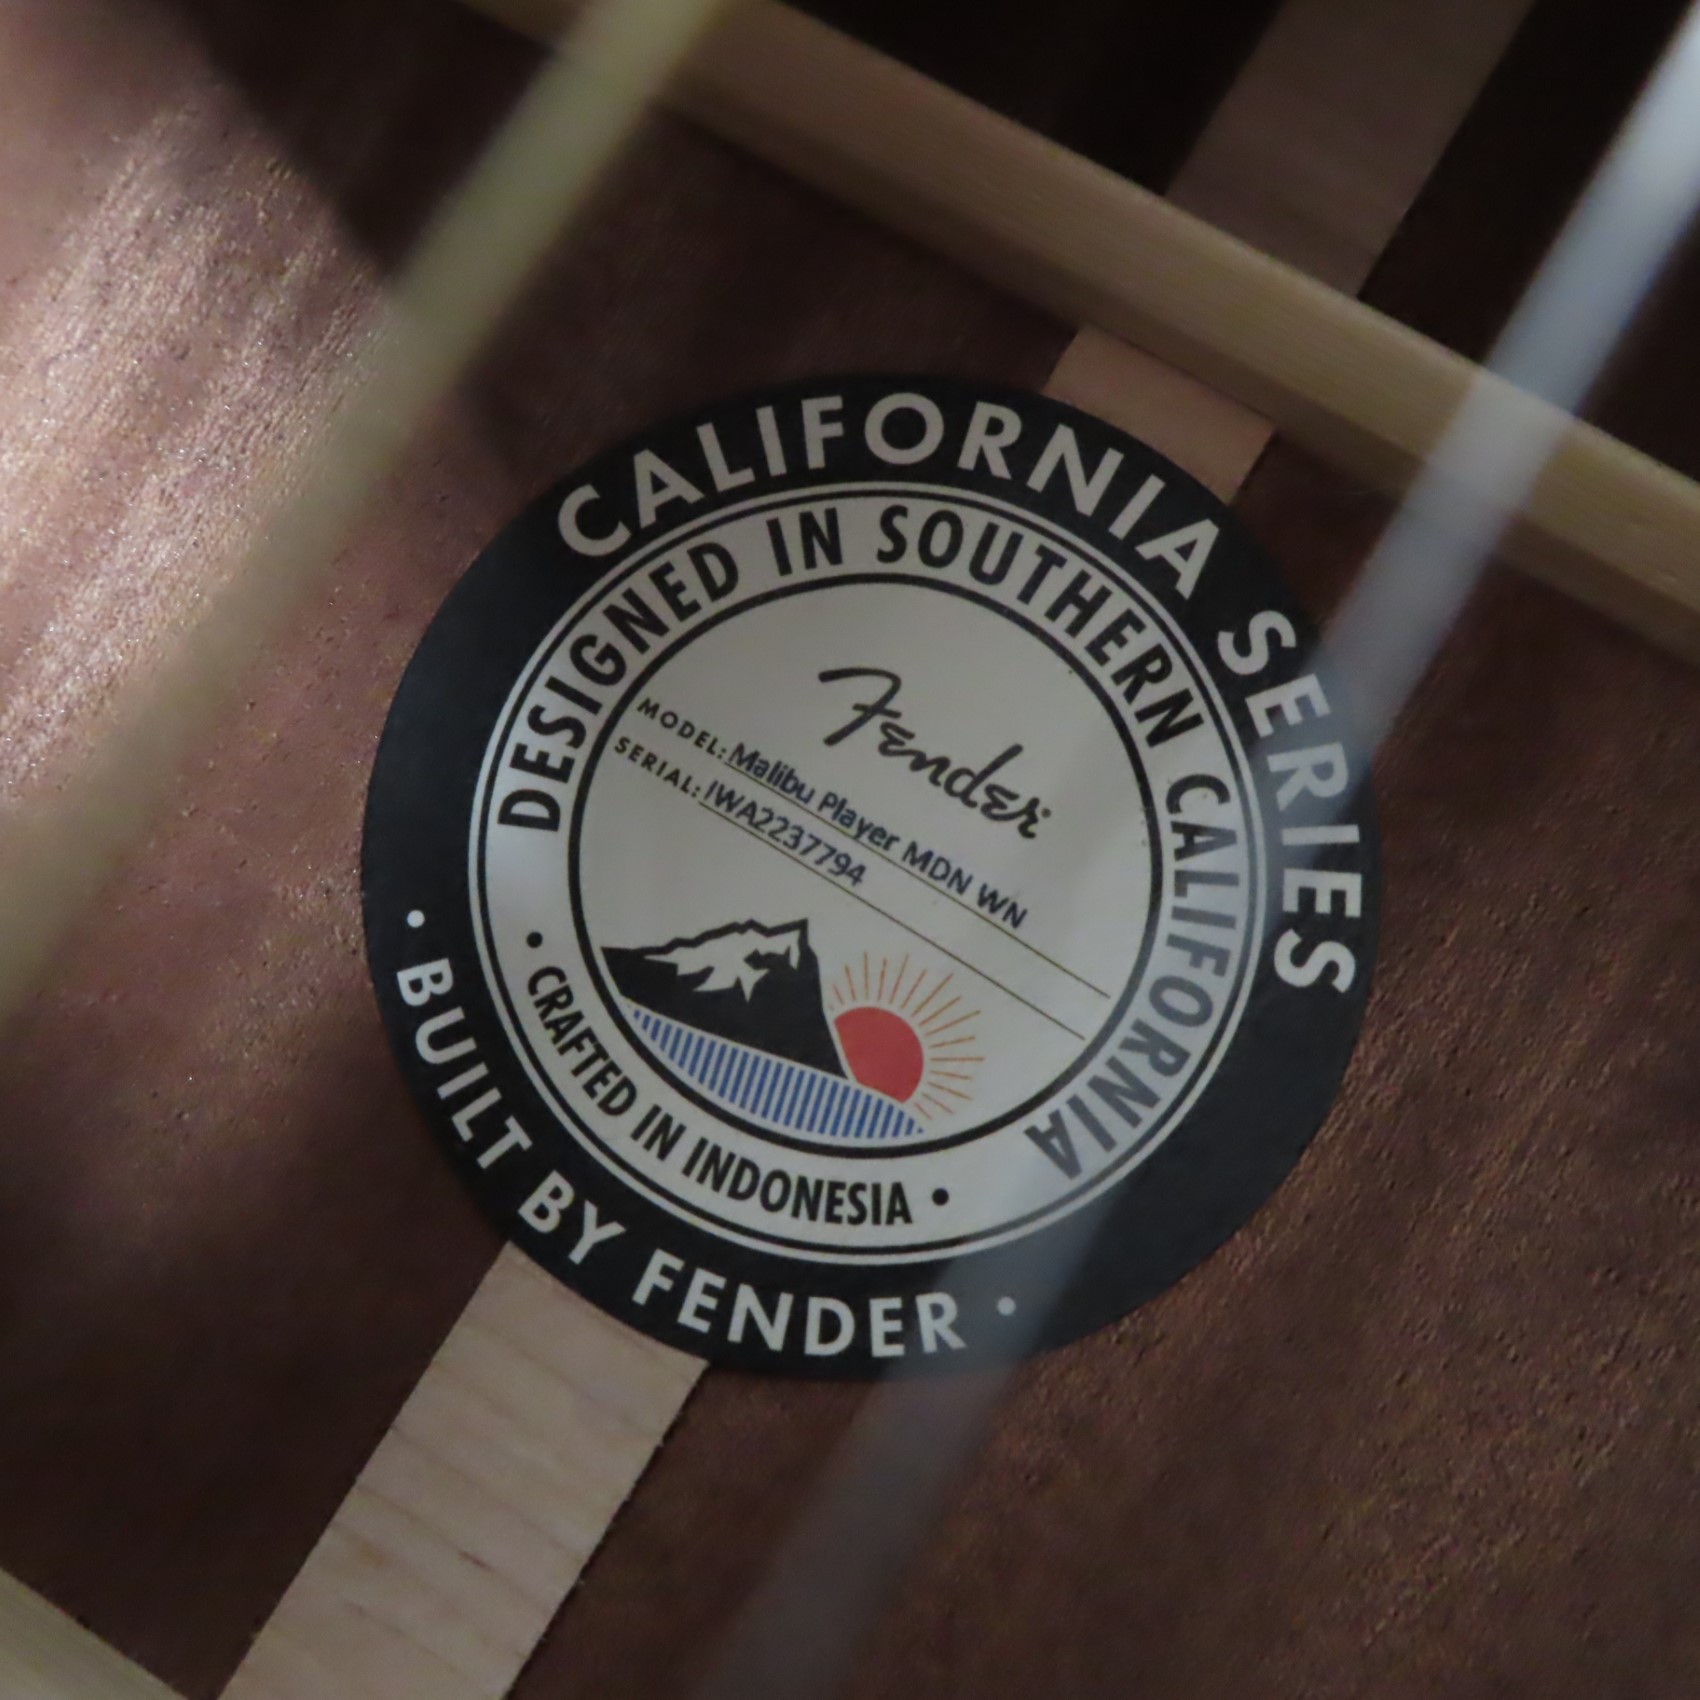 CALIFORNIA SERIES
DESIGNED IN SOUTHERN CALIFORNIA
Fender
MODEL: Malibu Player MDN WN
SERIAL: IWA2237794
• CRAFTED IN INDONESIA •
• BUILT BY FENDER •